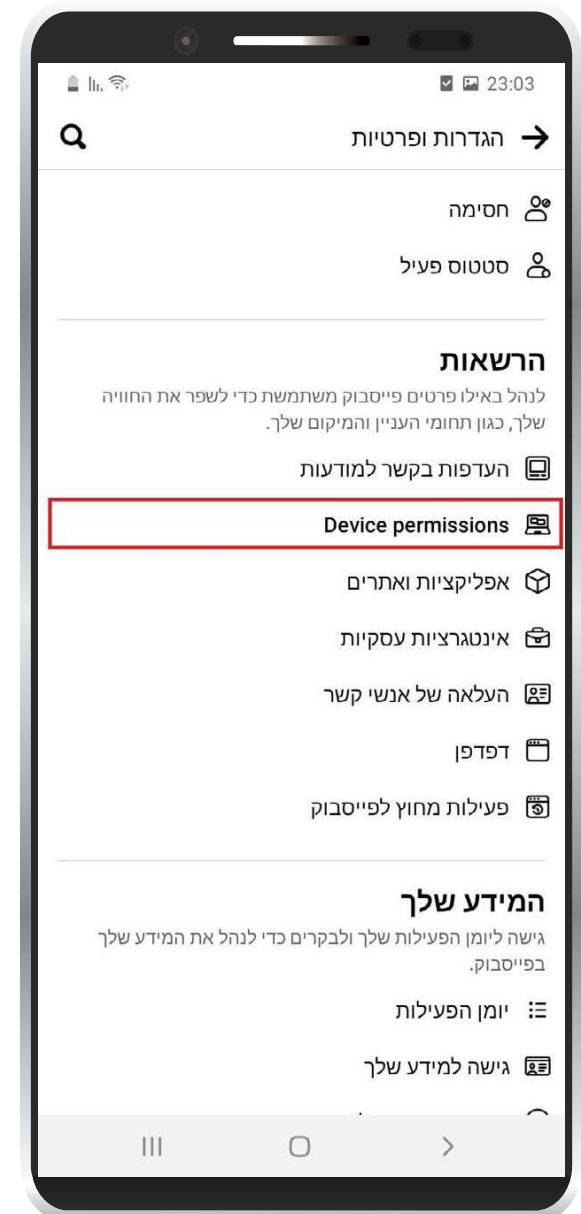 23:03
הגדרות ופרטיות
חסימה
סטטוס פעיל
הרשאות
לנהל באילו פרטים פייסבוק משתמשת כדי לשפר את החוויה
שלך, כגון תחומי העניין והמיקום שלך.
העדפות בקשר למודעות
Device permissions
אפליקציות ואתרים
אינטגרציות עסקיות
העלאה של אנשי קשר
דפדפן
פעילות מחוץ לפייסבוק
המידע שלך
גישה ליומן הפעילות שלך ולבקרים כדי לנהל את המידע שלך
בפייסבוק.
יומן הפעילות
גישה למידע שלך